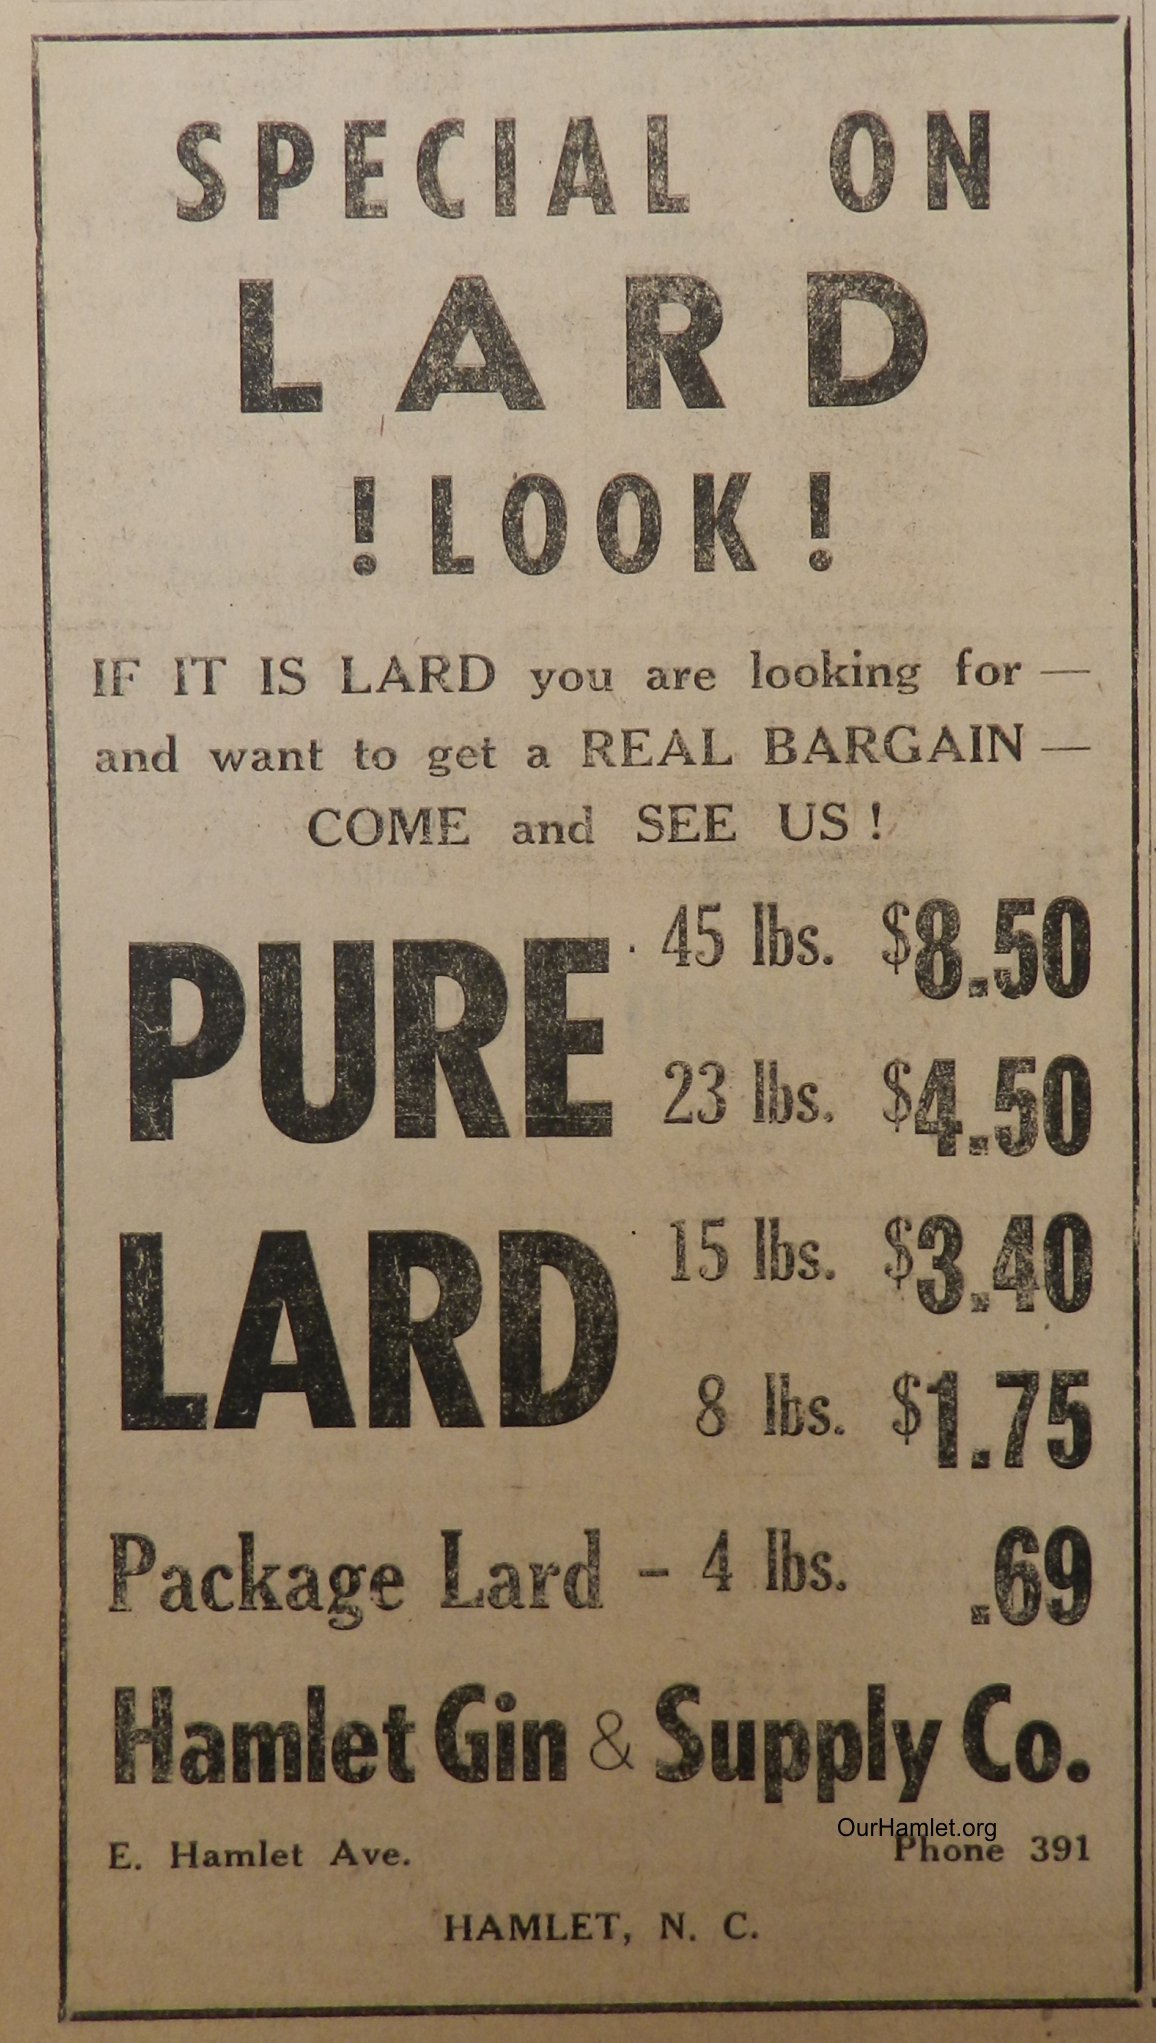 SPECIAL ON
LARD
! LOOK !
IF IT IS LARD you are looking for —
and want to get a REAL BARGAIN —
COME and SEE US !
PURE
LARD
45 lbs. $8.50
23 lbs. $4.50
15 lbs. $3.40
8 lbs. $1.75
Package Lard – 4 lbs. .69
Hamlet Gin & Supply Co.
OurHamlet.org
E. Hamlet Ave. Phone 391
HAMLET, N. C.